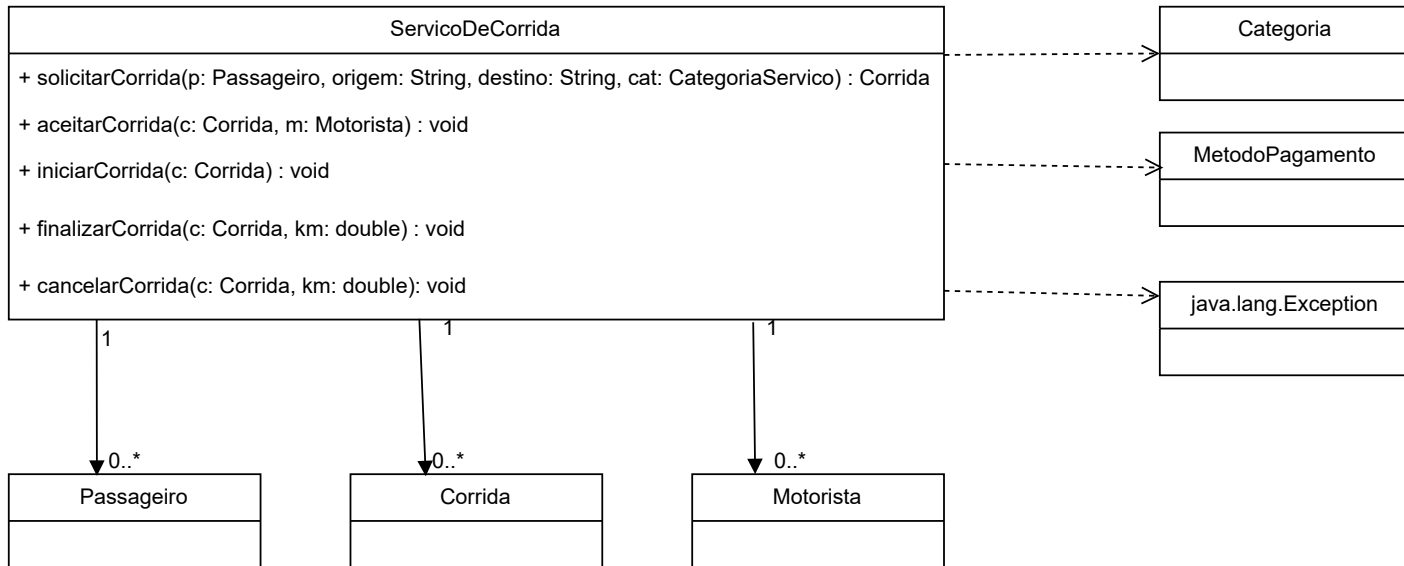 ServicoDeCorrida
+ solicitarCorrida(p: Passageiro, origem: String, destino: String, cat: CategoriaServico) : Corrida
+ aceitarCorrida(c: Corrida, m: Motorista) : void
+ iniciarCorrida(c: Corrida) : void
+ finalizarCorrida(c: Corrida, km: double) : void
+ cancelarCorrida(c: Corrida, km: double): void
Categoria
MetodoPagamento
java.lang.Exception
1
1
1
0..*
0..*
0..*
Passageiro
Corrida
Motorista